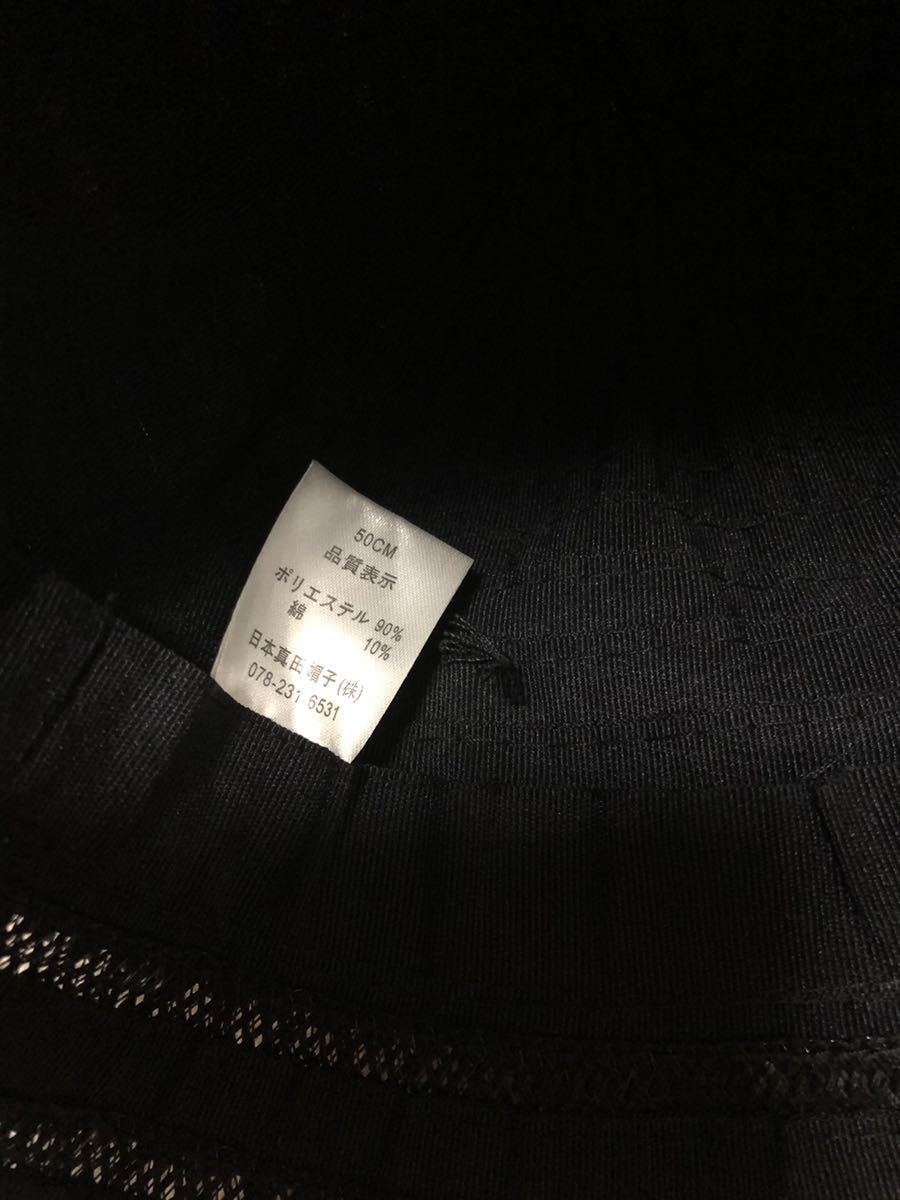 50CM
品質表示
ポリエステル 90%
綿 10%
日本真田帽子(株)
078-231-6531